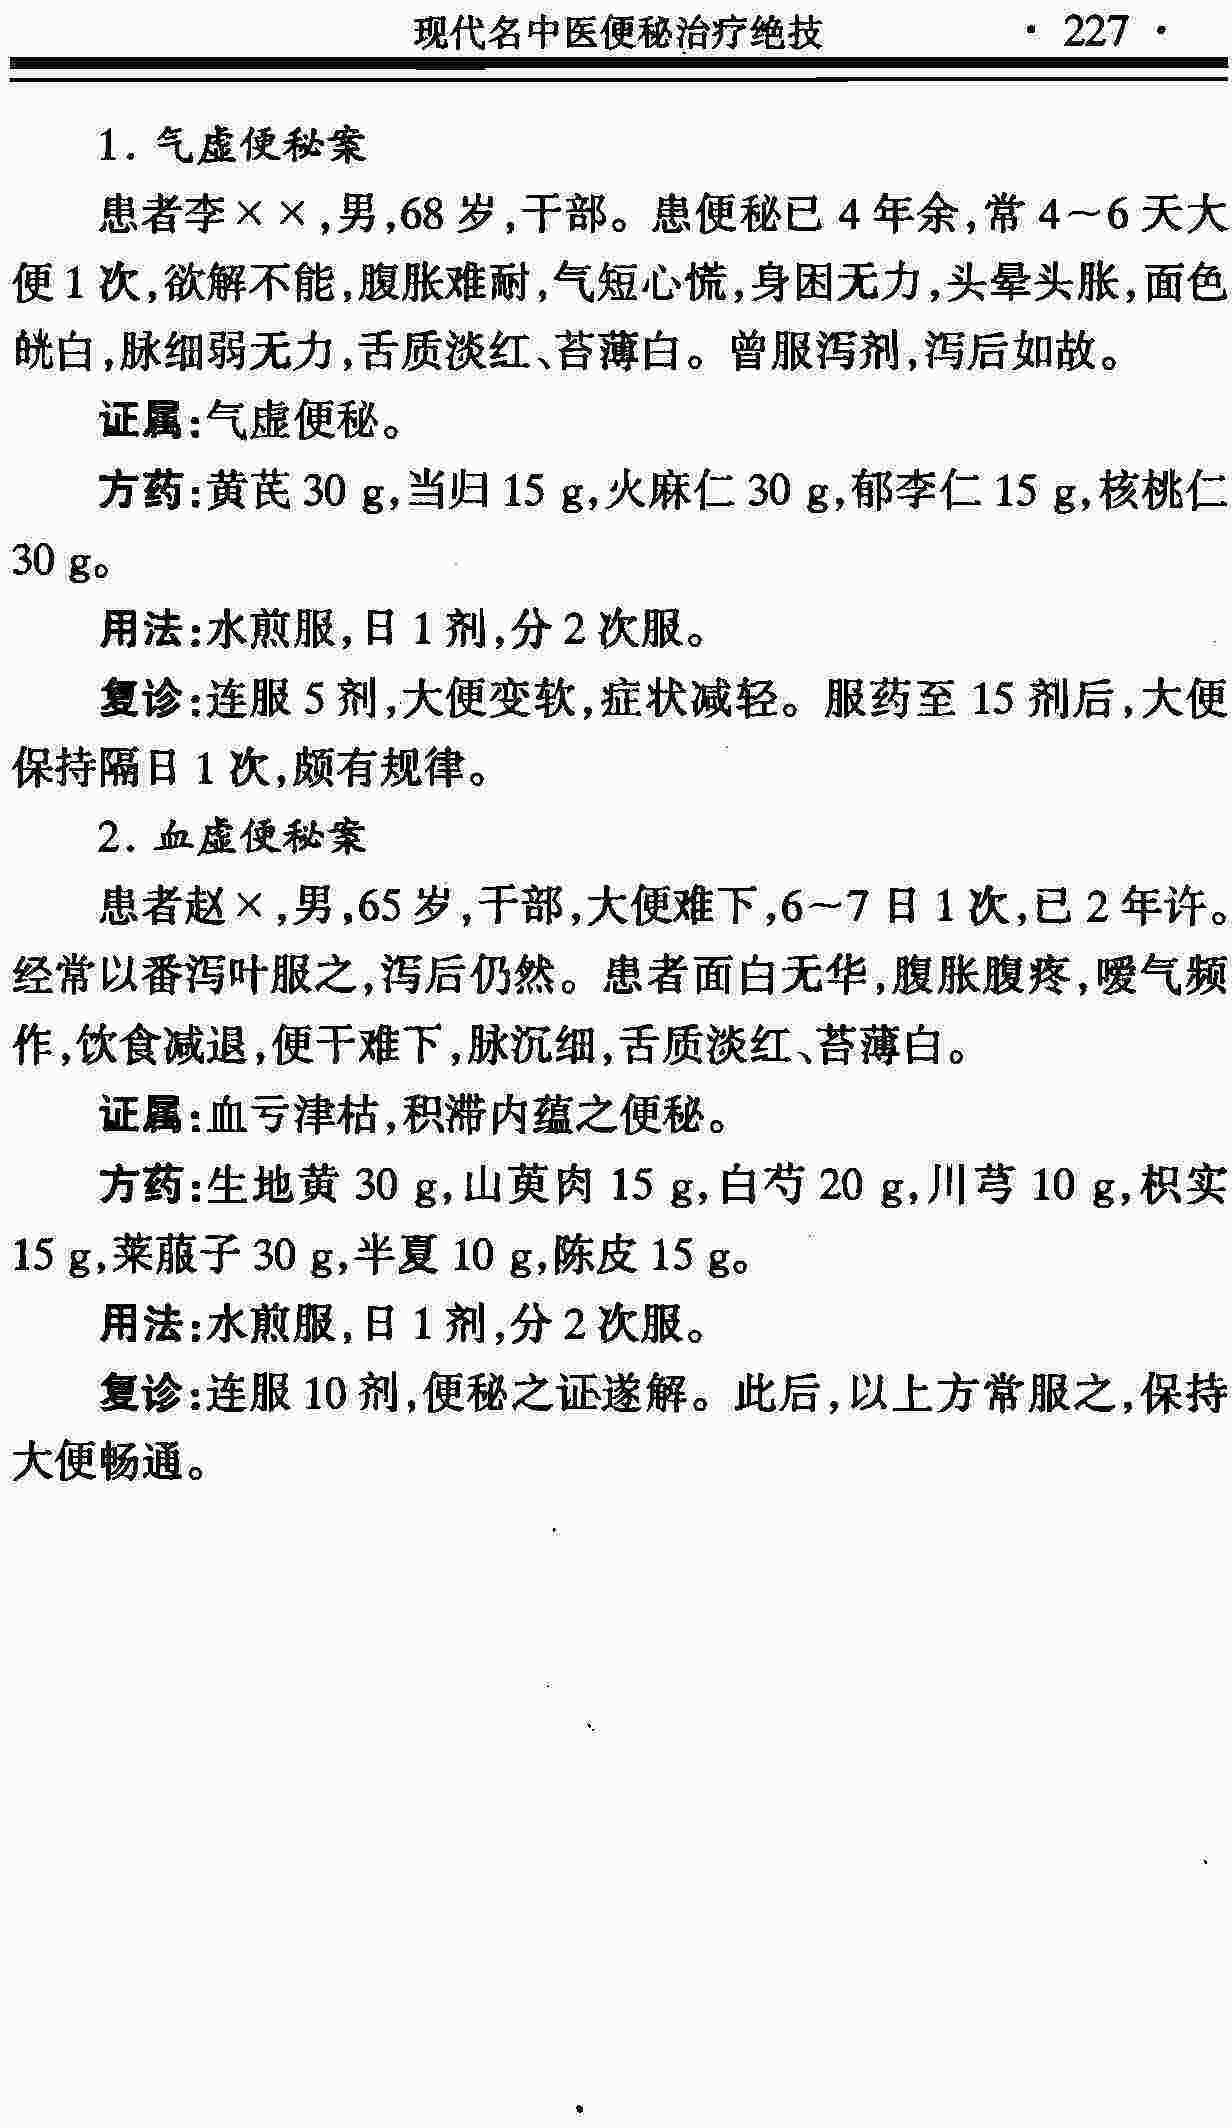 现代名中医便秘治疗绝技 · 227 ·
1. 气虚便秘案
患者李××,男,68岁,干部。患便秘已4年余,常4～6天大
便1次,欲解不能,腹胀难耐,气短心慌,身困无力,头晕头胀,面色
㿠白,脉细弱无力,舌质淡红、苔薄白。曾服泻剂,泻后如故。
证属:气虚便秘。
方药:黄芪30 g,当归15 g,火麻仁30 g,郁李仁15 g,核桃仁
30 g。
用法:水煎服,日1剂,分2次服。
复诊:连服5剂,大便变软,症状减轻。服药至15剂后,大便
保持隔日1次,颇有规律。
2. 血虚便秘案
患者赵×,男,65岁,干部,大便难下,6～7日1次,已2年许。
经常以番泻叶服之,泻后仍然。患者面白无华,腹胀腹疼,嗳气频
作,饮食减退,便干难下,脉沉细,舌质淡红、苔薄白。
证属:血亏津枯,积滞内蕴之便秘。
方药:生地黄30 g,山萸肉15 g,白芍20 g,川芎10 g,枳实
15 g,莱菔子30 g,半夏10 g,陈皮15 g。
用法:水煎服,日1剂,分2次服。
复诊:连服10剂,便秘之证遂解。此后,以上方常服之,保持
大便畅通。